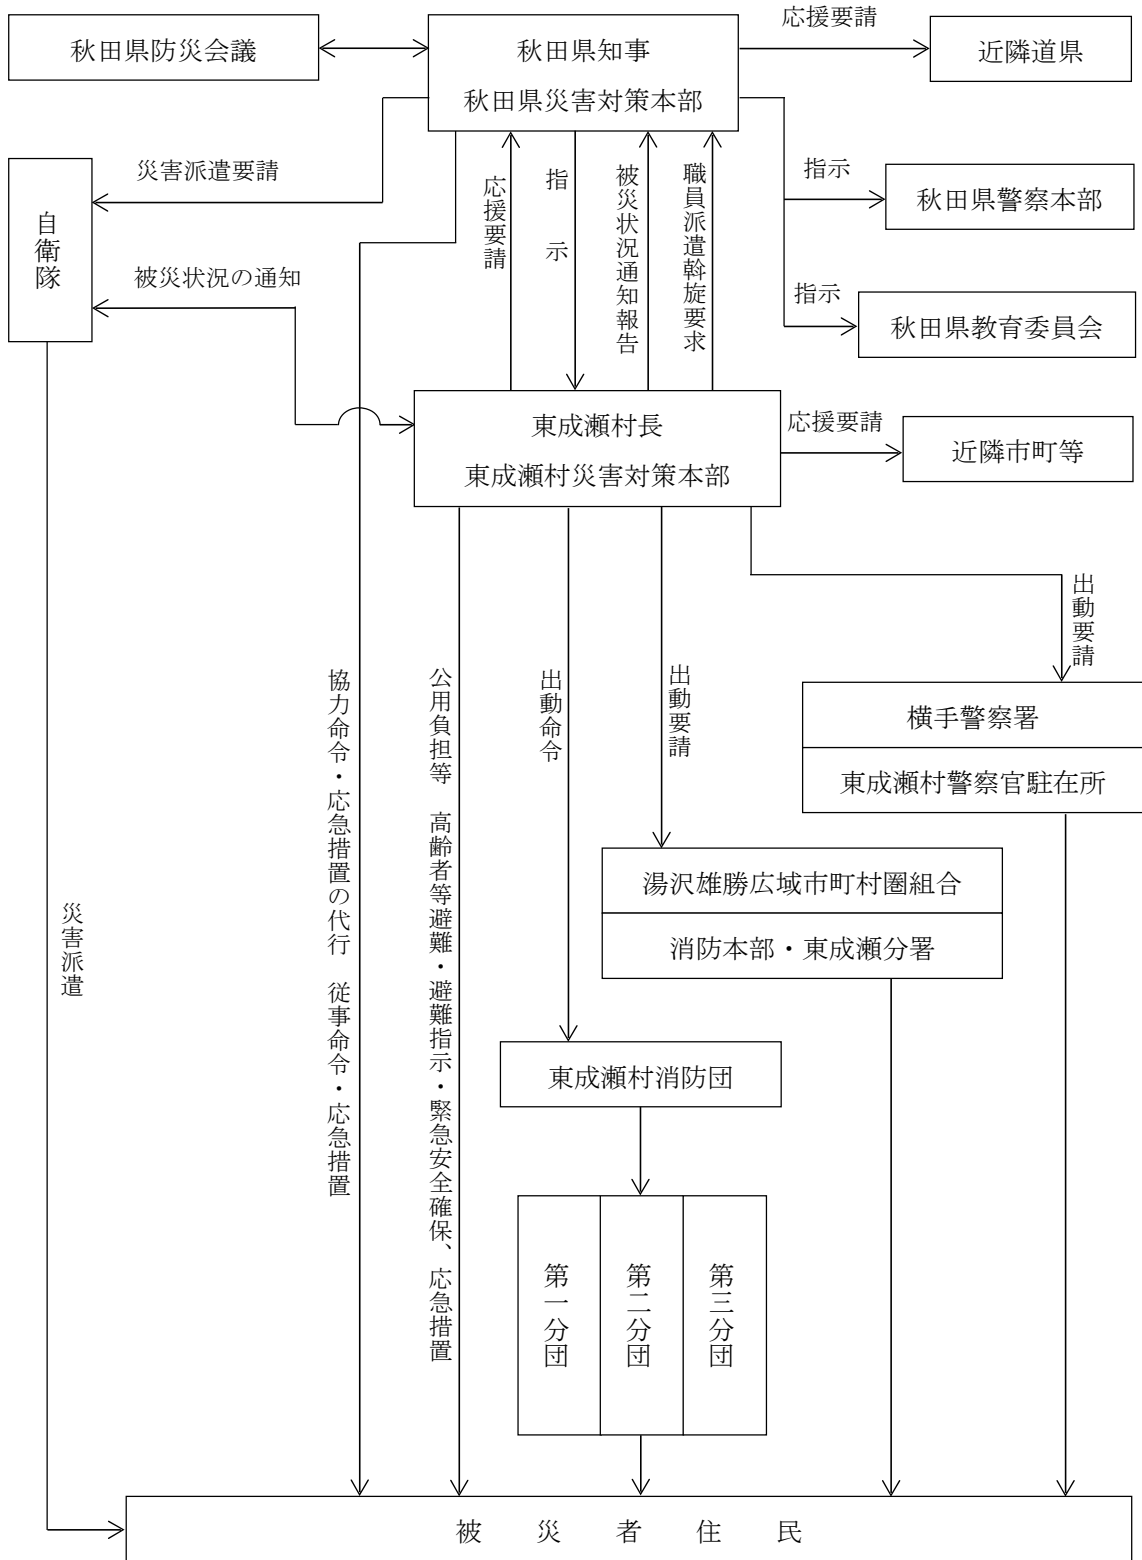 応援要請
秋田県防災会議
秋田県知事
秋田県災害対策本部
近隣道県
災害派遣要請
自衛隊
被災状況の通知
応援要請
指示
被災状況通知報告
職員派遣斡旋要求
指示
秋田県警察本部
指示
秋田県教育委員会
東成瀬村長
東成瀬村災害対策本部
応援要請
近隣市町等
出動要請
横手警察署
東成瀬村警察官駐在所
協力命令・応急措置の代行 従事命令・応急措置
公用負担等 高齢者等避難・避難指示・緊急安全確保、応急措置
出動命令
出動要請
湯沢雄勝広域市町村圏組合
消防本部・東成瀬分署
災害派遣
東成瀬村消防団
第一分団
第二分団
第三分団
被災者住民